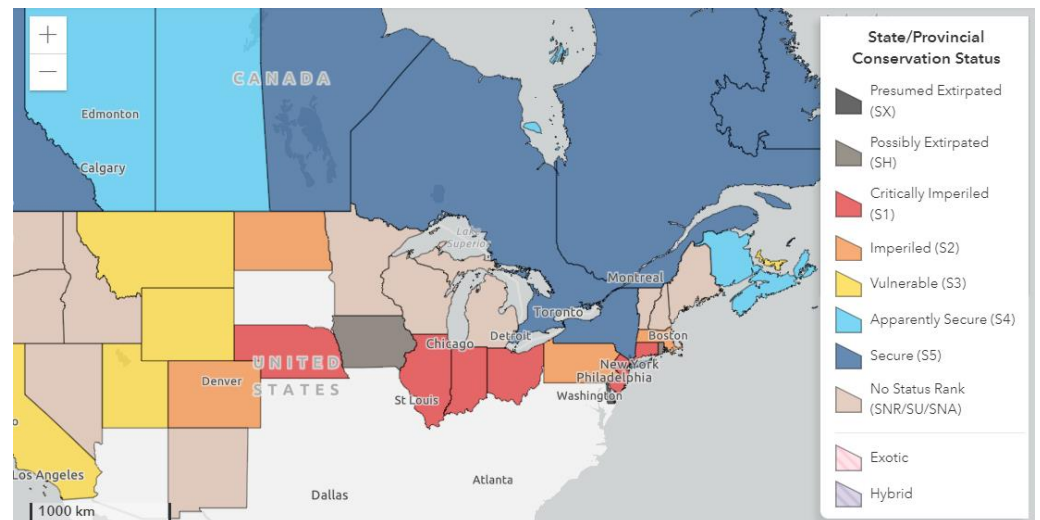 +
−
CANADA
Edmonton
Calgary
Lake
Superior
Montreal
Toronto
Boston
Detroit
Chicago
New York
UNITED
Philadelphia
Denver
STATES
Washington
St Louis
o
Los Angeles
Atlanta
Dallas
1000 km
State/Provincial
Conservation Status
Presumed Extirpated
(SX)
Possibly Extirpated
(SH)
Critically Imperiled
(S1)
Imperiled (S2)
Vulnerable (S3)
Apparently Secure (S4)
Secure (S5)
No Status Rank
(SNR/SU/SNA)
Exotic
Hybrid